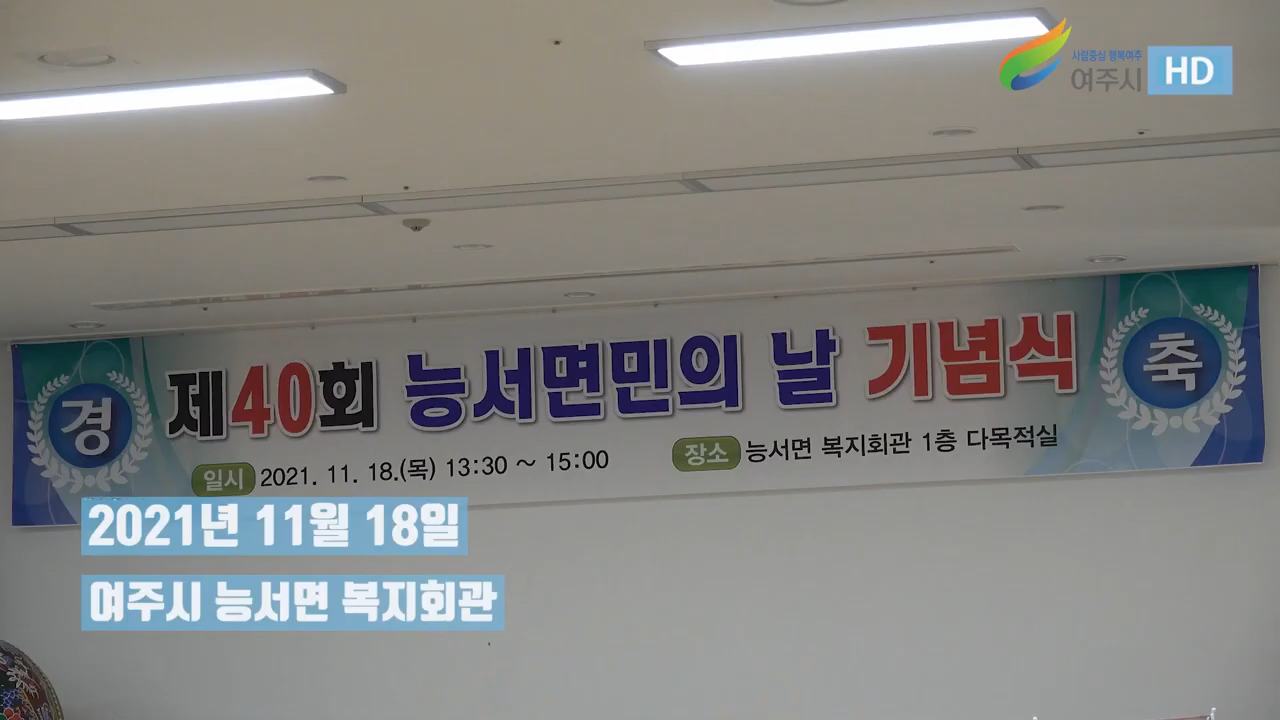 사람중심 행복여주
여주시 HD
경 제40회 능서면민의 날 기념식 축
일시 2021. 11. 18.(목) 13:30 ~ 15:00 장소 능서면 복지회관 1층 다목적실
2021년 11월 18일
여주시 능서면 복지회관